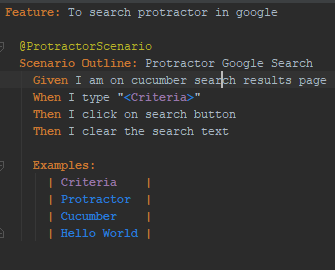 Feature: To search protractor in google
@ProtractorScenario
Scenario Outline: Protractor Google Search
Given I am on cucumber search results page
When I type "<Criteria>"
Then I click on search button
Then I clear the search text
Examples:
| Criteria |
| Protractor |
| Cucumber |
| Hello World |